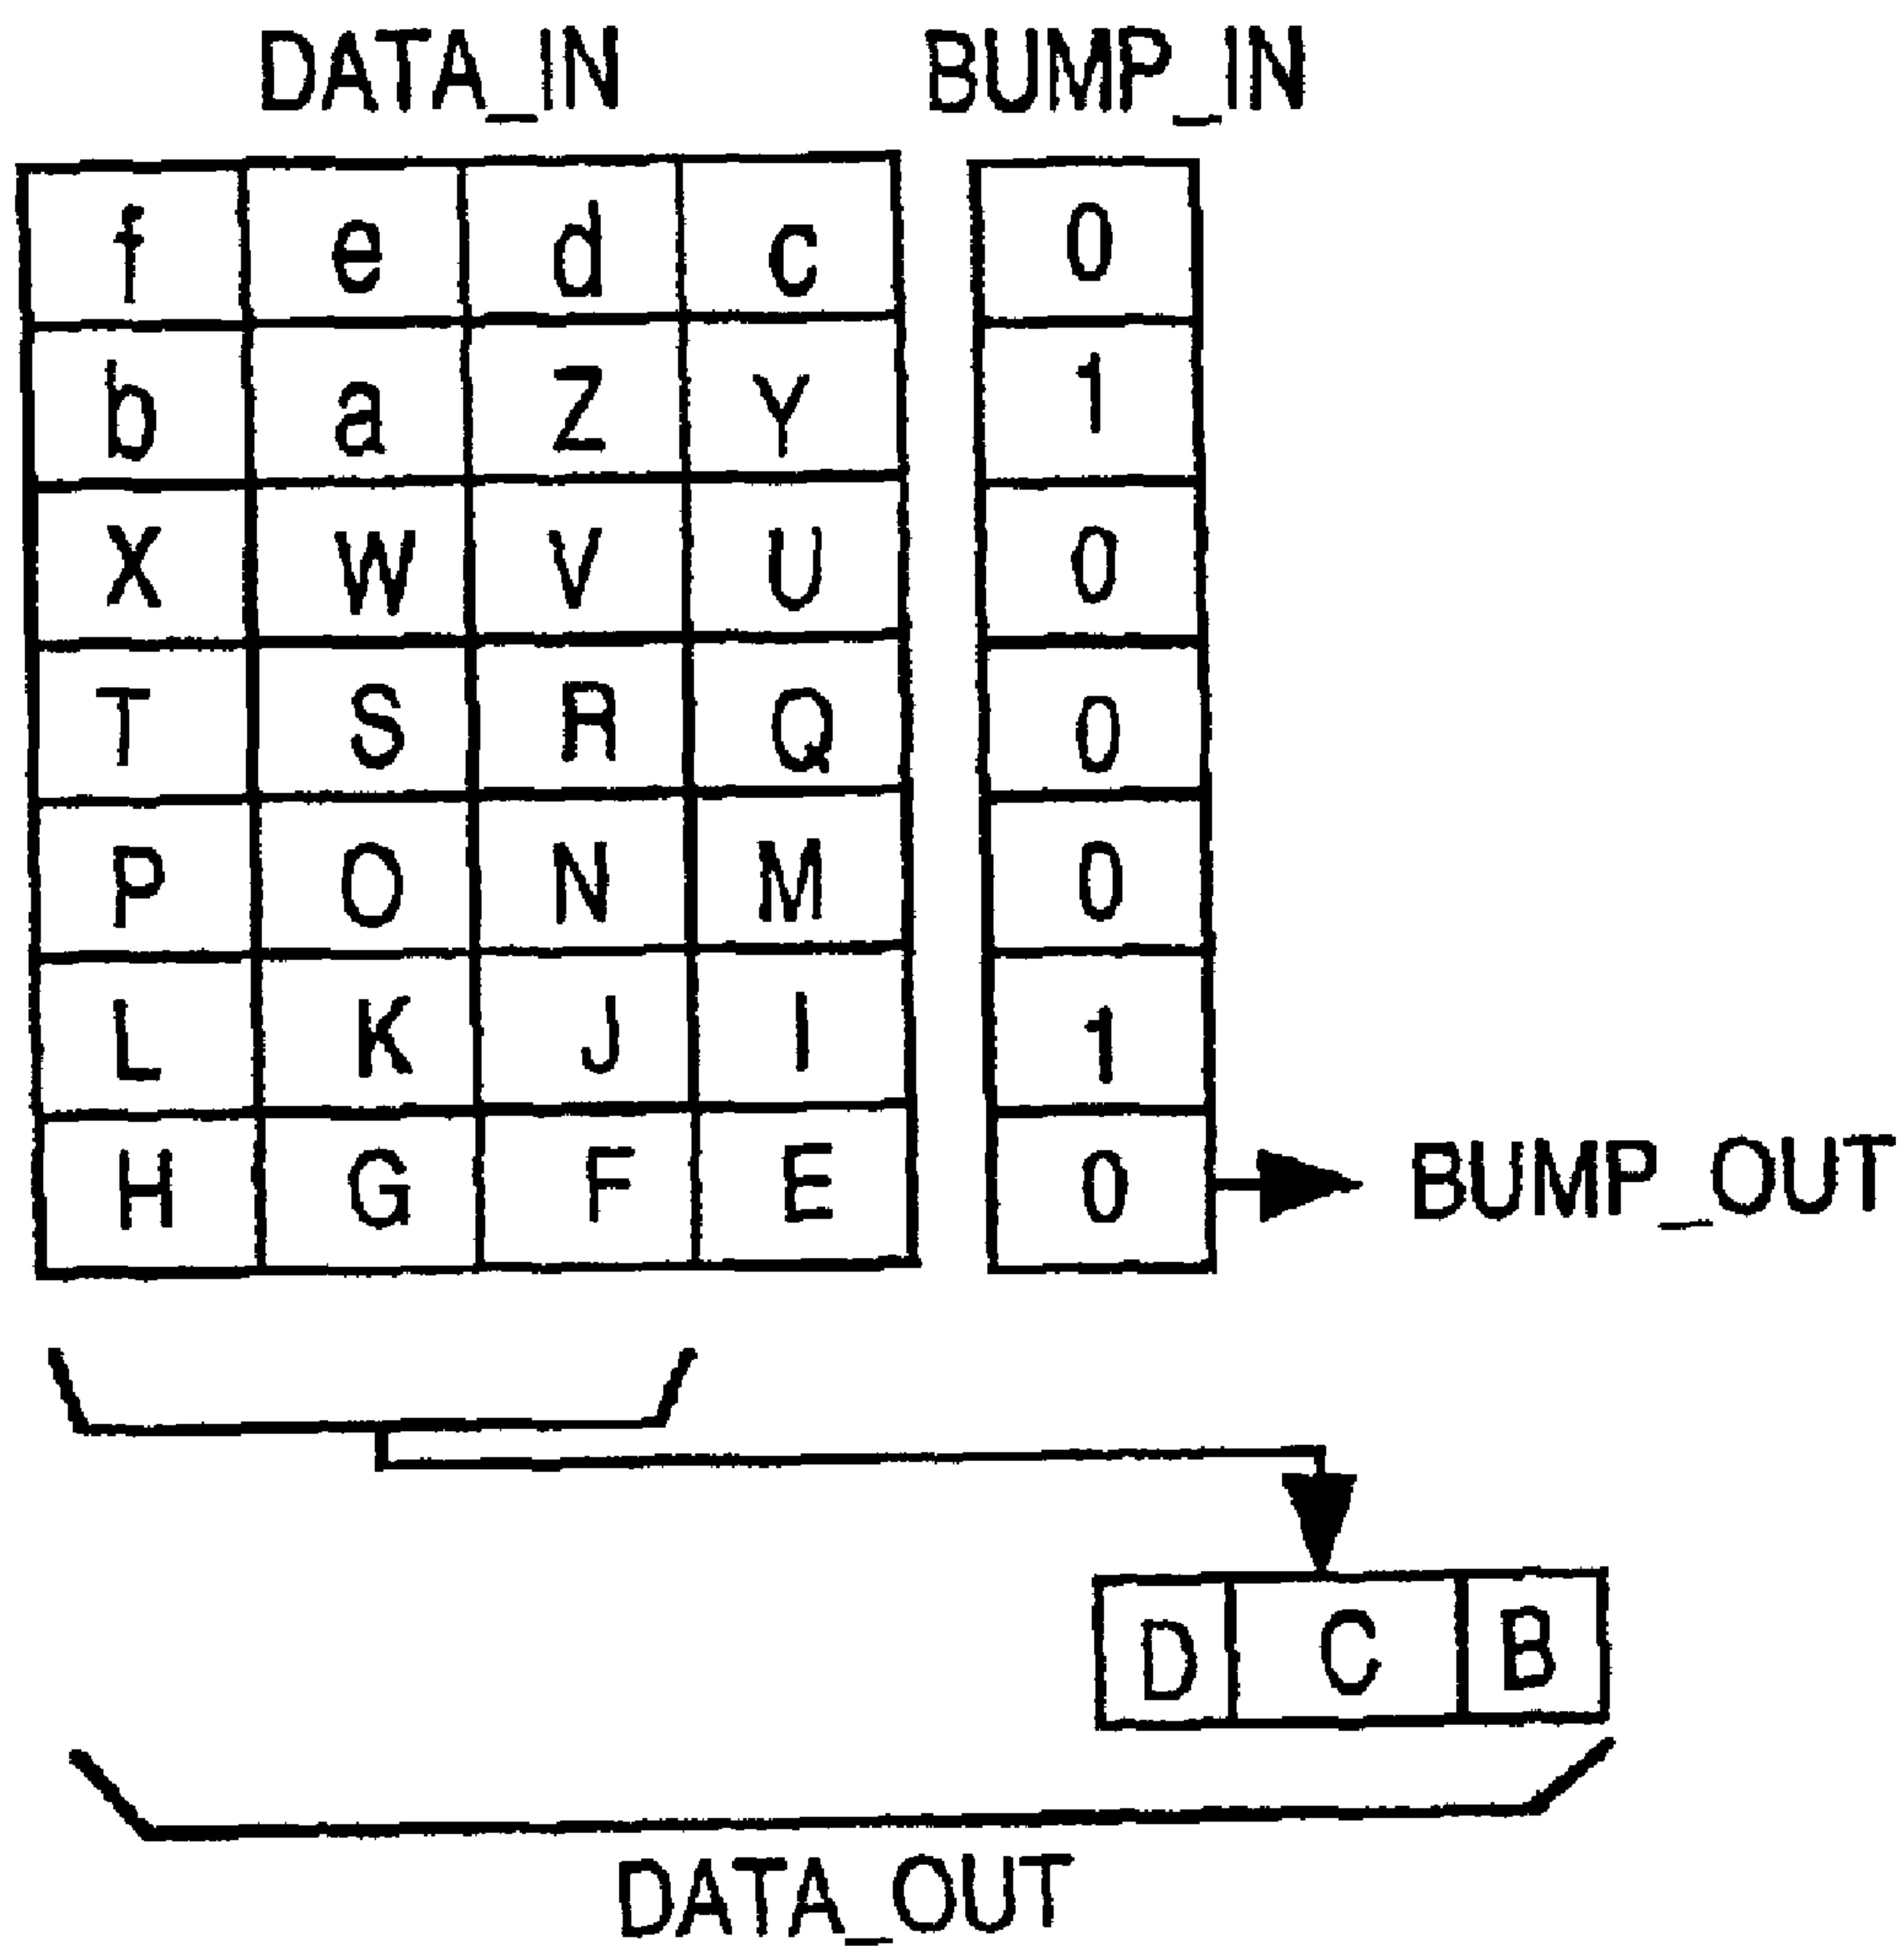 DATA_IN BUMP_IN
f e d c 0
b a Z Y 1
X W V U 0
T S R Q 0
P O N M 0
L K J I 1
H G F E 0 BUMP_OUT
D C B
DATA_OUT